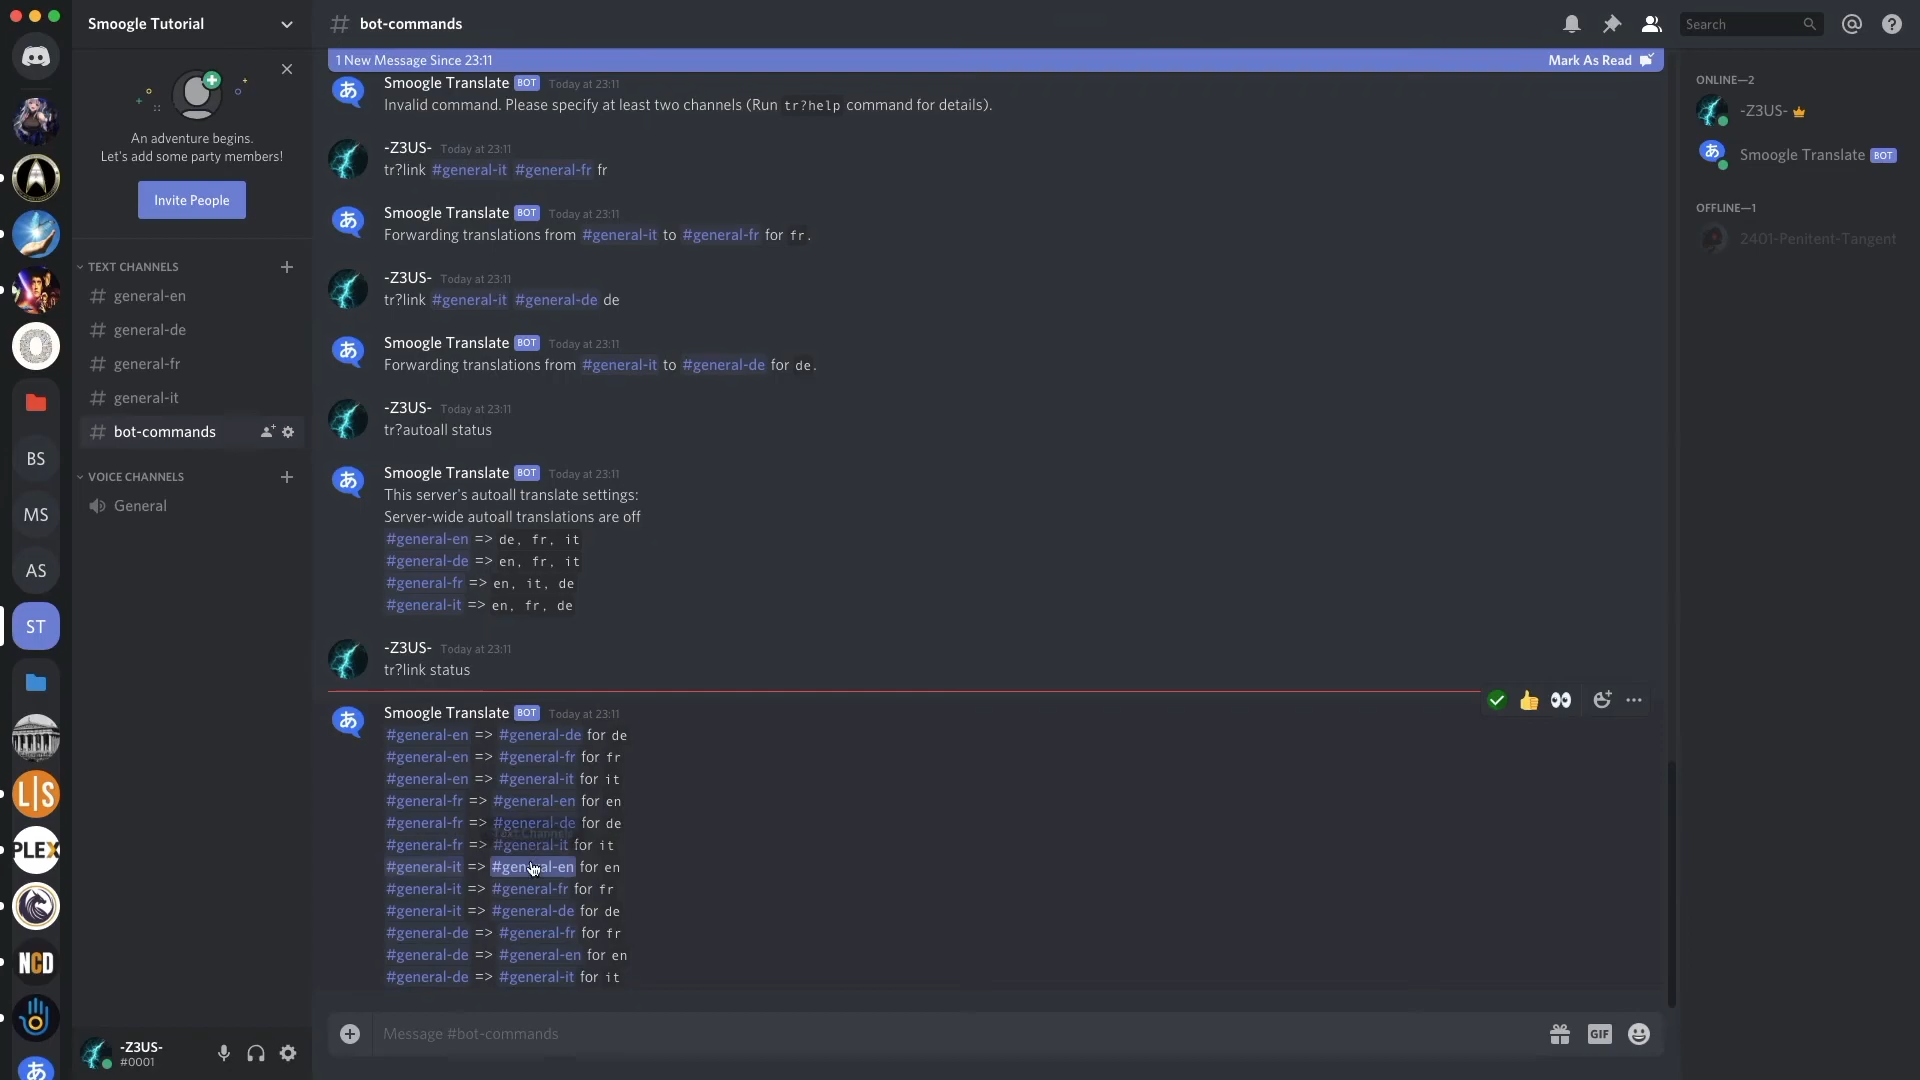 Smoogle Tutorial
An adventure begins.
Let's add some party members!
Invite People
TEXT CHANNELS
general-en
general-de
general-fr
general-it
bot-commands
VOICE CHANNELS
General
BS
MS
AS
ST
L|S
PLEX
NCD
-Z3US-
#0001
# bot-commands
Search
1 New Message Since 23:11
Mark As Read
Smoogle Translate BOT Today at 23:11
Invalid command. Please specify at least two channels (Run tr?help command for details).
-Z3US- Today at 23:11
tr?link #general-it #general-fr fr
Smoogle Translate BOT Today at 23:11
Forwarding translations from #general-it to #general-fr for fr.
-Z3US- Today at 23:11
tr?link #general-it #general-de de
Smoogle Translate BOT Today at 23:11
Forwarding translations from #general-it to #general-de for de.
-Z3US- Today at 23:11
tr?autoall status
Smoogle Translate BOT Today at 23:11
This server's autoall translate settings:
Server-wide autoall translations are off
#general-en => de, fr, it
#general-de => en, fr, it
#general-fr => en, it, de
#general-it => en, fr, de
-Z3US- Today at 23:11
tr?link status
Smoogle Translate BOT Today at 23:11
#general-en => #general-de for de
#general-en => #general-fr for fr
#general-en => #general-it for it
#general-fr => #general-en for en
#general-fr => #general-de for de
Text Channels
#general-fr => #general-it for it
#general-it => #general-en for en
#general-it => #general-fr for fr
#general-it => #general-de for de
#general-de => #general-fr for fr
#general-de => #general-en for en
#general-de => #general-it for it
Message #bot-commands
GIF
ONLINE—2
-Z3US-
あ Smoogle Translate BOT
OFFLINE—1
2401-Penitent-Tangent